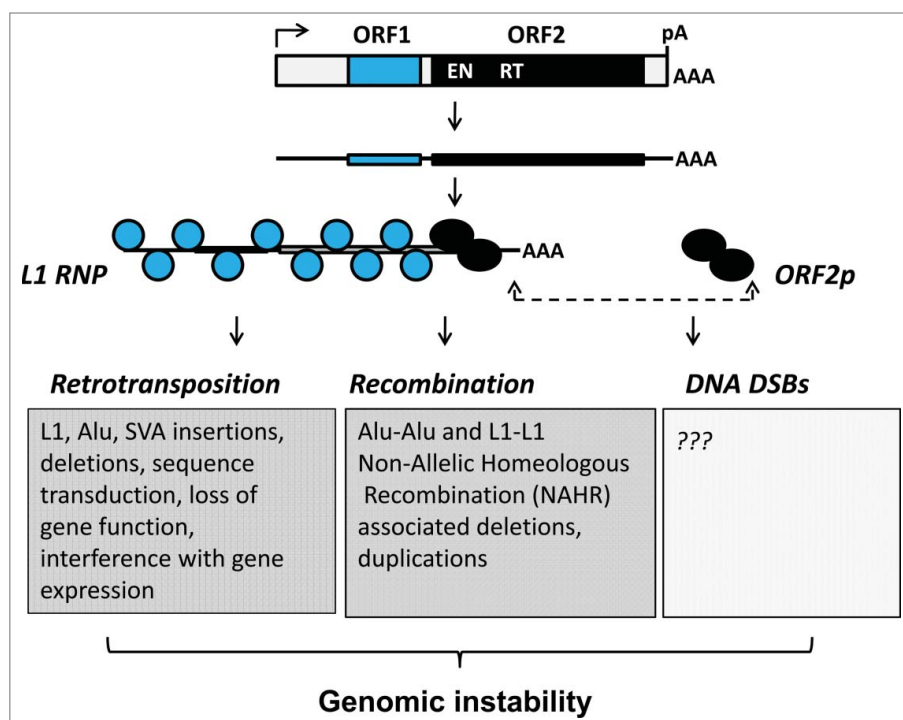 ORF1 ORF2 pA
EN RT AAA
AAA
AAA
L1 RNP ORF2p
Retrotransposition Recombination DNA DSBs
L1, Alu, SVA insertions,
deletions, sequence
transduction, loss of
gene function,
interference with gene
expression
Alu-Alu and L1-L1
Non-Allelic Homeologous
Recombination (NAHR)
associated deletions,
duplications
???
Genomic instability